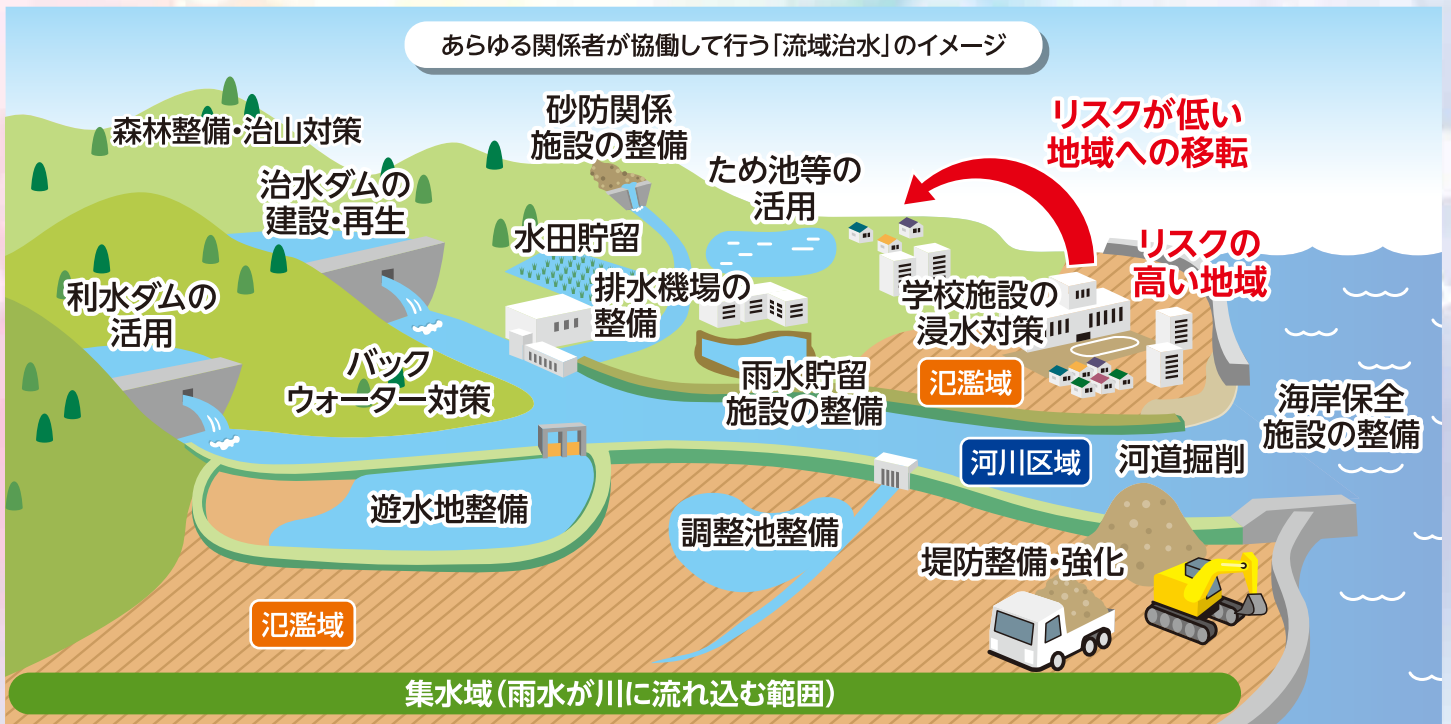 あらゆる関係者が協働して行う「流域治水」のイメージ
森林整備・治山対策
砂防関係
施設の整備
リスクが低い
地域への移転
治水ダムの
建設・再生
ため池等の
活用
水田貯留
リスクの
高い地域
利水ダムの
活用
排水機場の
整備
学校施設の
浸水対策
バック
ウォーター対策
雨水貯留
施設の整備
氾濫域
海岸保全
施設の整備
河川区域
河道掘削
遊水地整備
調整池整備
堤防整備・強化
氾濫域
集水域(雨水が川に流れ込む範囲)